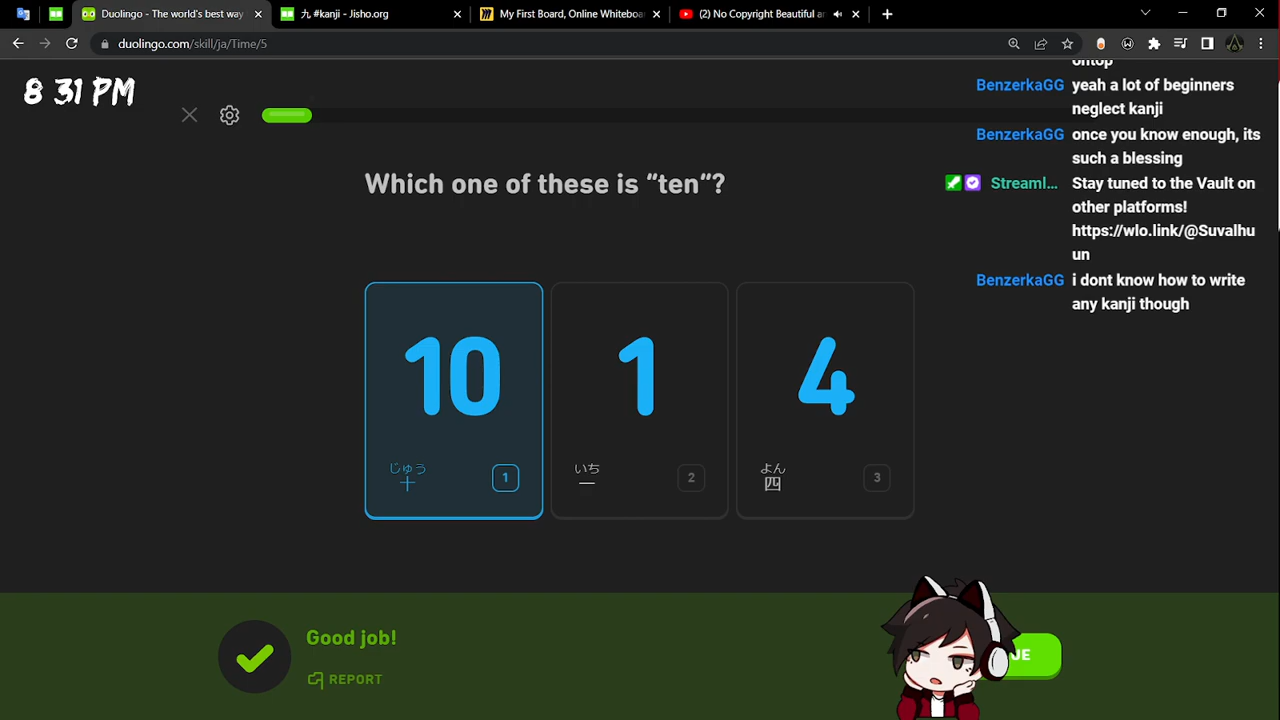 Duolingo - The world's best way
九 #kanji - Jisho.org
My First Board, Online Whiteboa
(2) No Copyright Beautiful a
duolingo.com/skill/ja/Time/5
8 31 PM
ontop
BenzerkaGG yeah a lot of beginners
neglect kanji
BenzerkaGG once you know enough, its
such a blessing
Streaml... Stay tuned to the Vault on
other platforms!
https://wlo.link/@Suvalhu
un
BenzerkaGG i dont know how to write
any kanji though
Which one of these is “ten”?
10
1
4
じゅう
十
1
いち
一
2
よん
四
3
Good job!
REPORT
UE